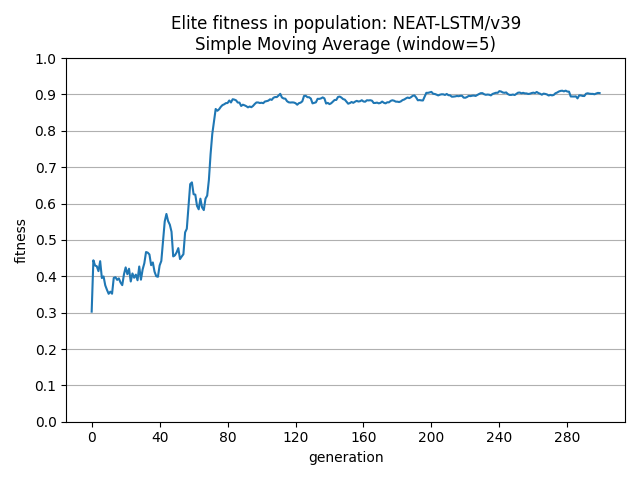 Elite fitness in population: NEAT-LSTM/v39
Simple Moving Average (window=5)
1.0
0.9
0.8
0.7
0.6
0.5
0.4
0.3
0.2
0.1
0.0
fitness
0 40 80 120 160 200 240 280
generation